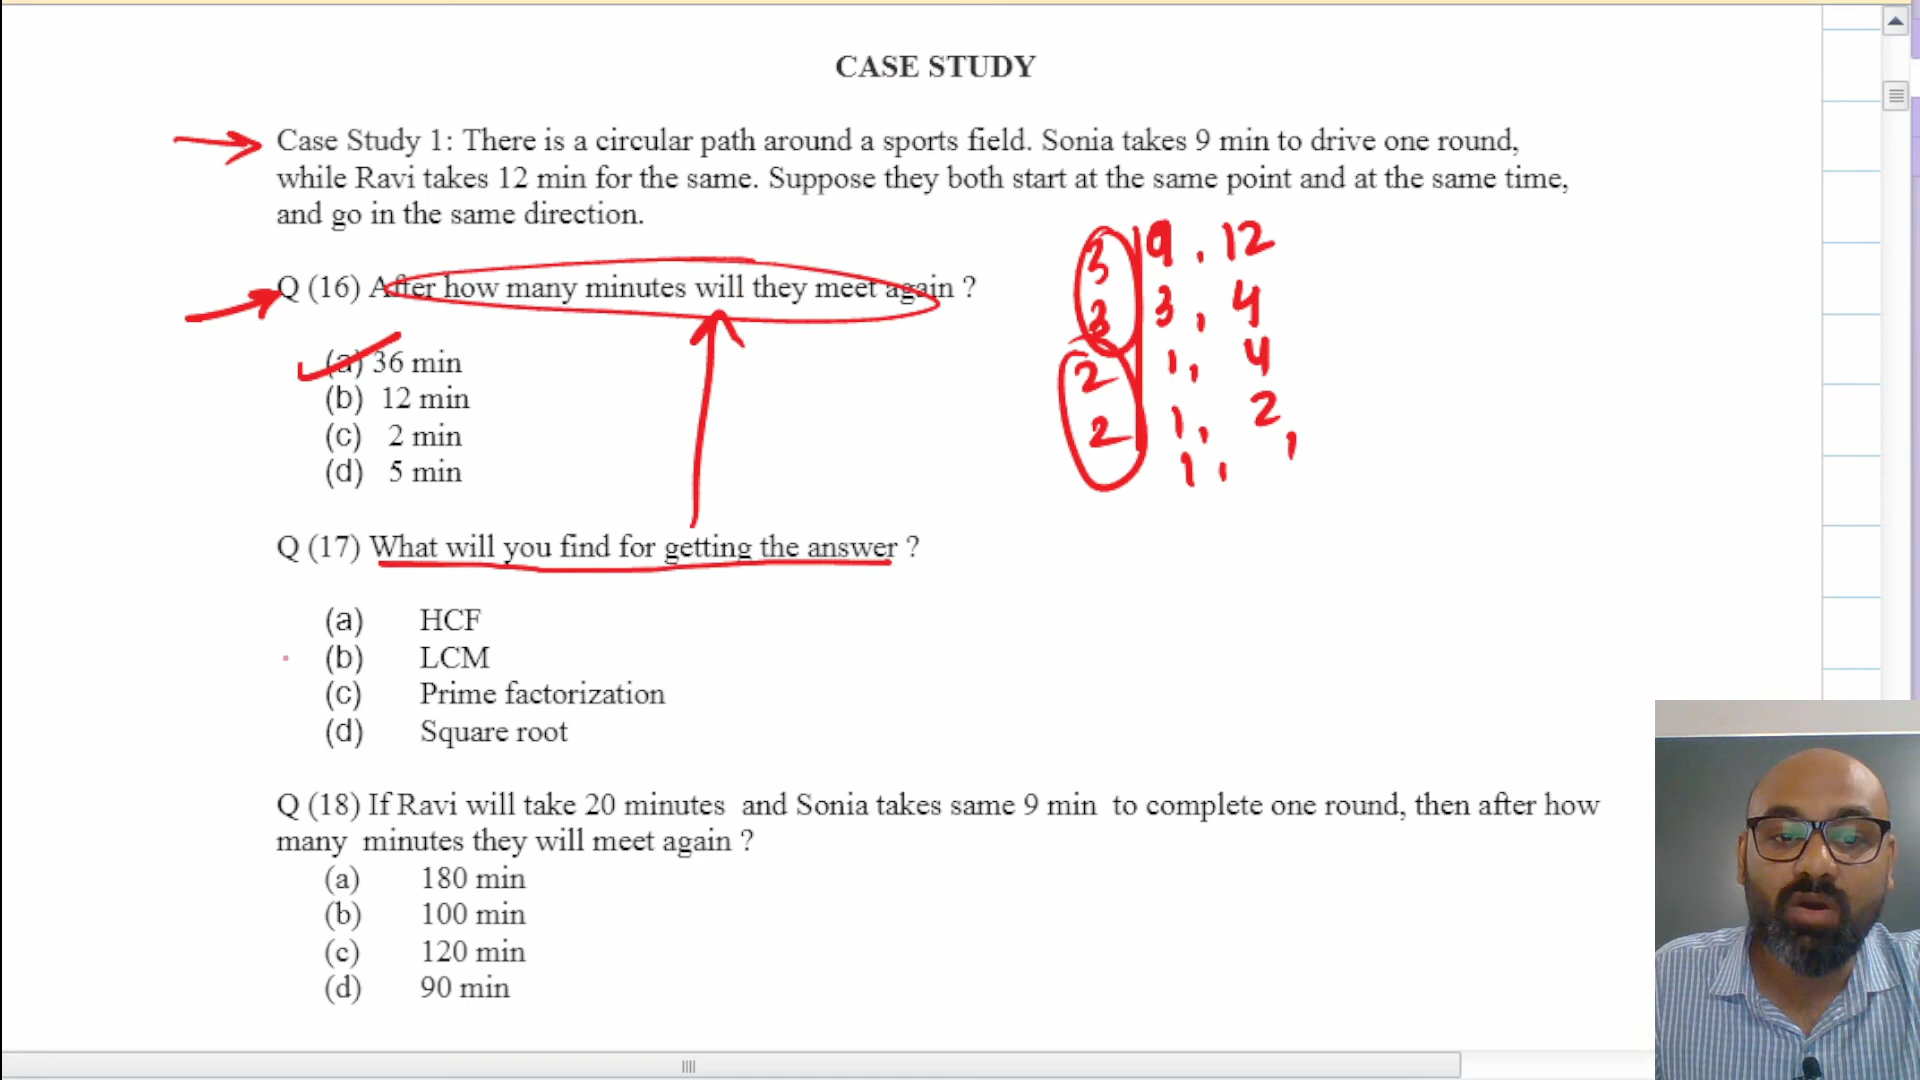 CASE STUDY
Case Study 1: There is a circular path around a sports field. Sonia takes 9 min to drive one round,
while Ravi takes 12 min for the same. Suppose they both start at the same point and at the same time,
and go in the same direction.
Q (16) After how many minutes will they meet again ?
(a) 36 min
(b) 12 min
(c) 2 min
(d) 5 min
3 | 9 , 12
3 | 3 , 4
2 | 1 , 4
2 | 1 , 2
1 , 1
Q (17) What will you find for getting the answer ?
(a) HCF
(b) LCM
(c) Prime factorization
(d) Square root
Q (18) If Ravi will take 20 minutes and Sonia takes same 9 min to complete one round, then after how
many minutes they will meet again ?
(a) 180 min
(b) 100 min
(c) 120 min
(d) 90 min